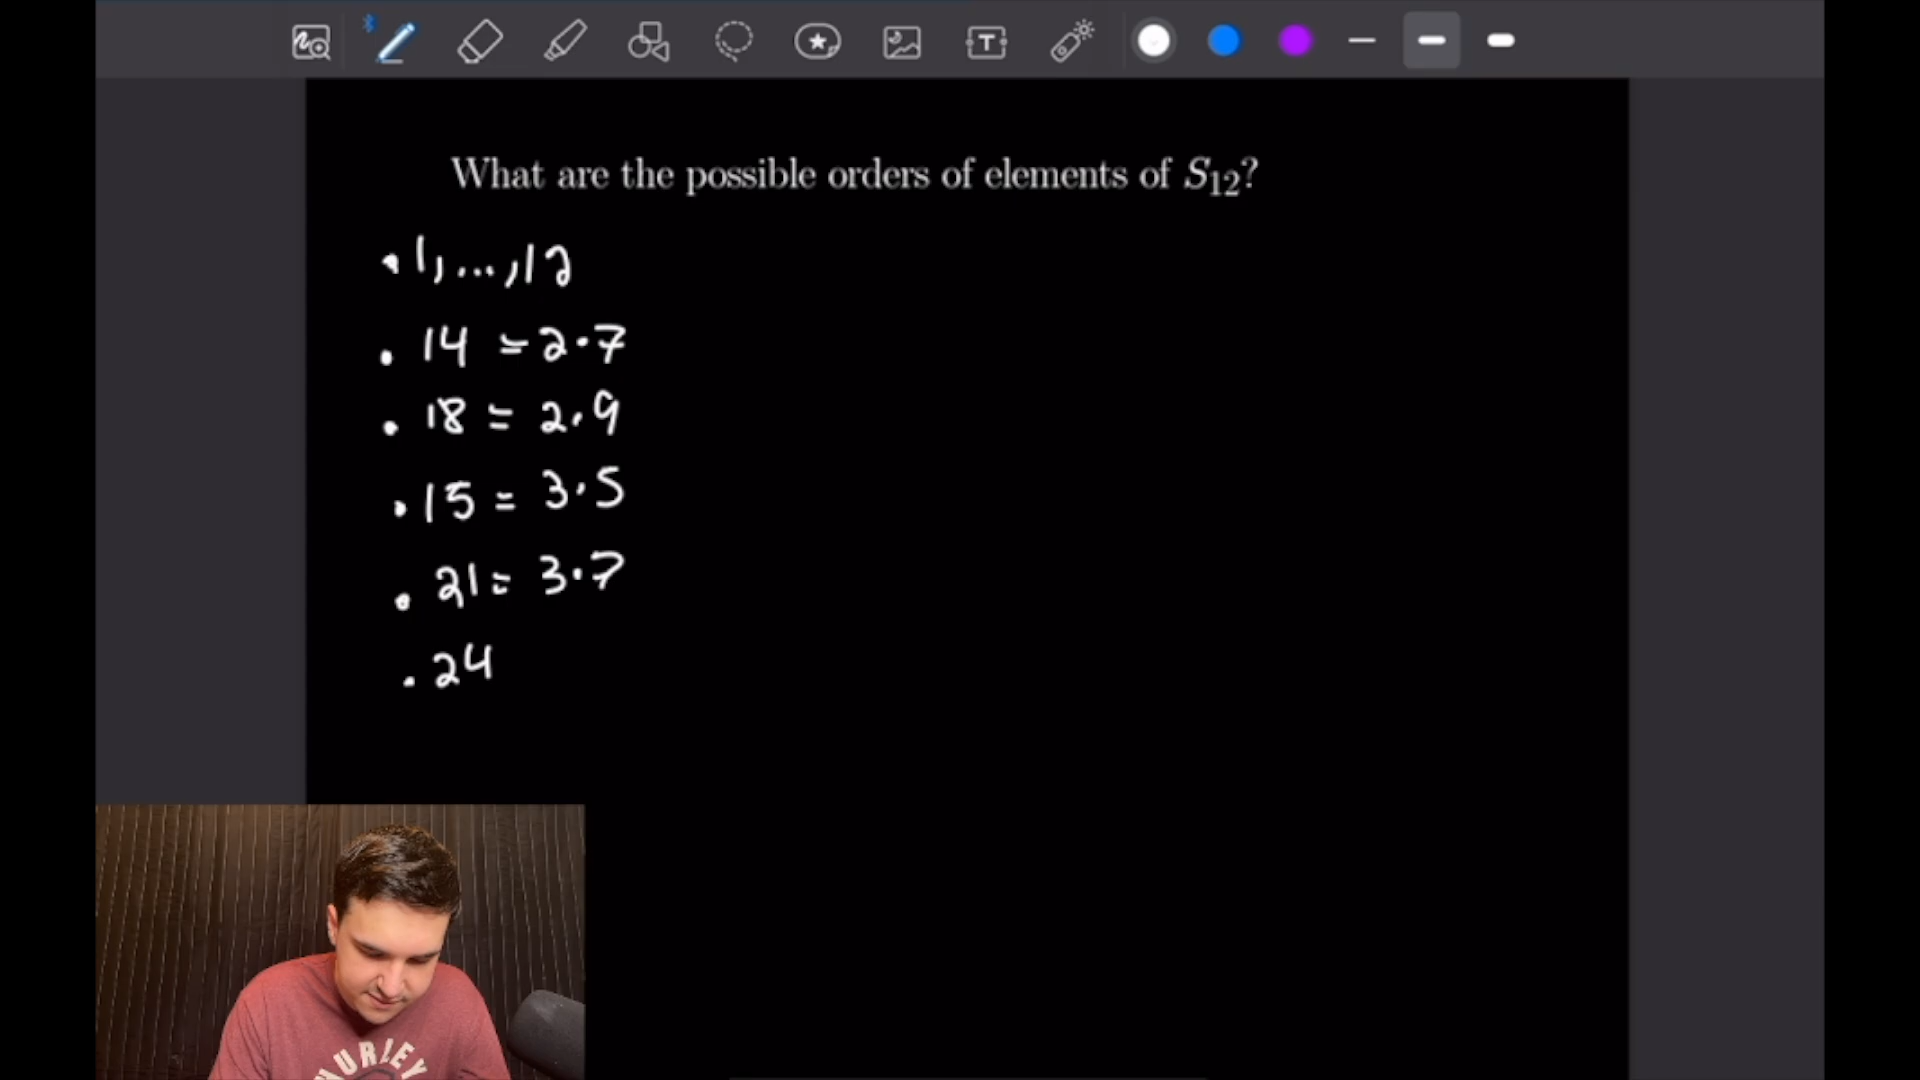 What are the possible orders of elements of S₁₂?
• 1, ..., 12
• 14 = 2·7
• 18 = 2·9
• 15 = 3·5
• 21 = 3·7
• 24
HURLEY